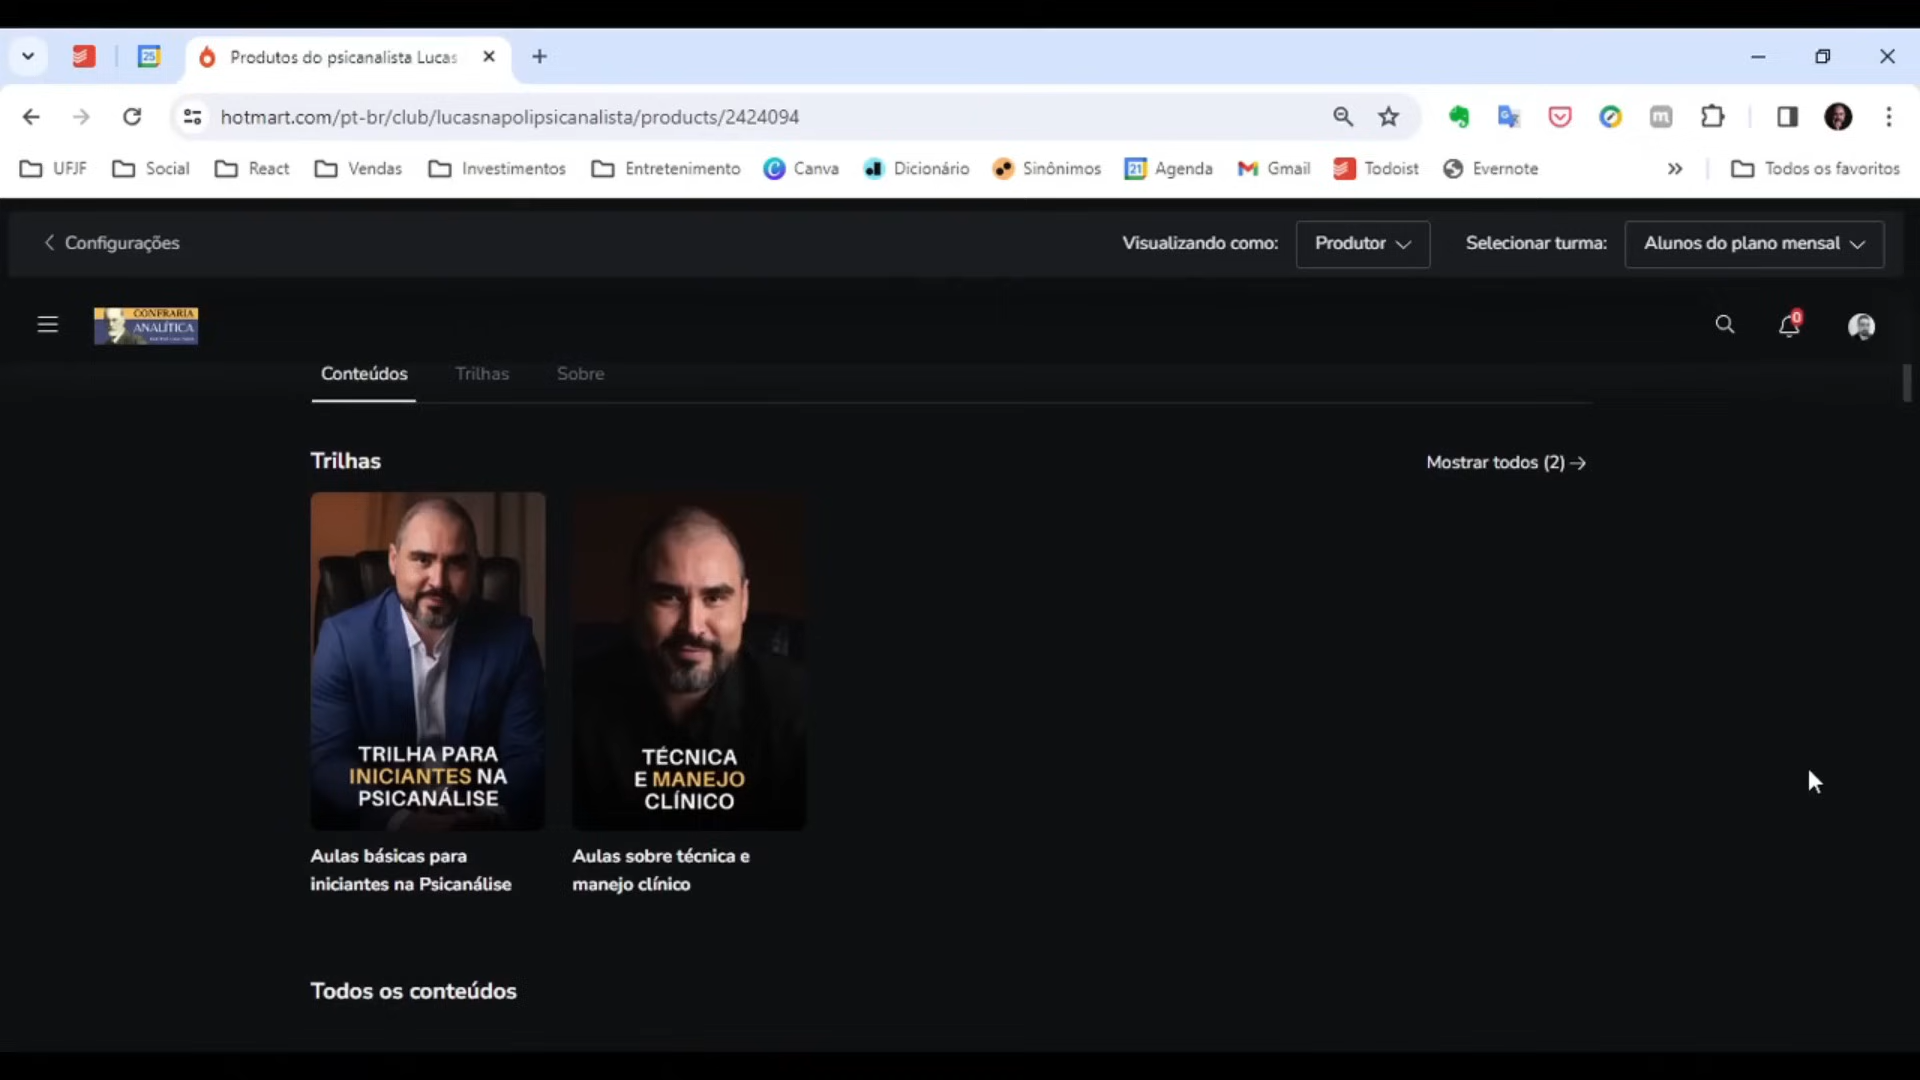 Produtos do psicanalista Lucas
hotmart.com/pt-br/club/lucasnapolipsicanalista/products/2424094
UFJF Social React Vendas Investimentos Entretenimento Canva Dicionário Sinônimos Agenda Gmail Todoist Evernote Todos os favoritos
Configurações Visualizando como: Produtor Selecionar turma: Alunos do plano mensal
CONFRARIA
ANALÍTICA
0
Conteúdos Trilhas Sobre
Trilhas Mostrar todos (2)
TRILHA PARA
INICIANTES NA
PSICANÁLISE
TÉCNICA
E MANEJO
CLÍNICO
Aulas básicas para
iniciantes na Psicanálise
Aulas sobre técnica e
manejo clínico
Todos os conteúdos